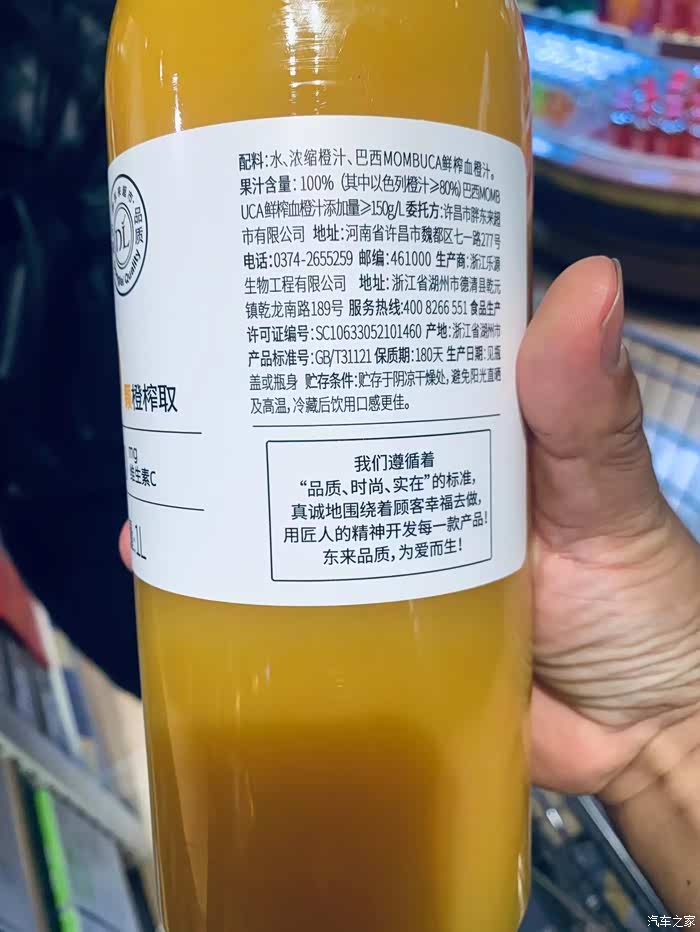 配料:水、浓缩橙汁、巴西MOMBUCA鲜榨血橙汁。
果汁含量: 100% (其中以色列橙汁≥80%) 巴西MOMB
UCA鲜榨血橙汁添加量≥150g/L 委托方: 许昌市胖东来超
市有限公司 地址: 河南省许昌市魏都区七一路277号
电话: 0374-2655259 邮编: 461000 生产商: 浙江乐源
生物工程有限公司 地址: 浙江省湖州市德清县乾元
镇乾龙南路189号 服务热线:400 8266 551 食品生产
许可证编号: SC10633052101460 产地: 浙江省湖州市
产品标准号: GB/T31121 保质期: 180天 生产日期: 见瓶
盖或瓶身 贮存条件: 贮存于阴凉干燥处, 避免阳光直晒
及高温, 冷藏后饮用口感更佳。
品质
Quality
颗橙榨取
mg
维生素C
1L
我们遵循着
“品质、时尚、实在”的标准,
真诚地围绕着顾客幸福去做,
用匠人的精神开发每一款产品!
东来品质, 为爱而生!
汽车之家